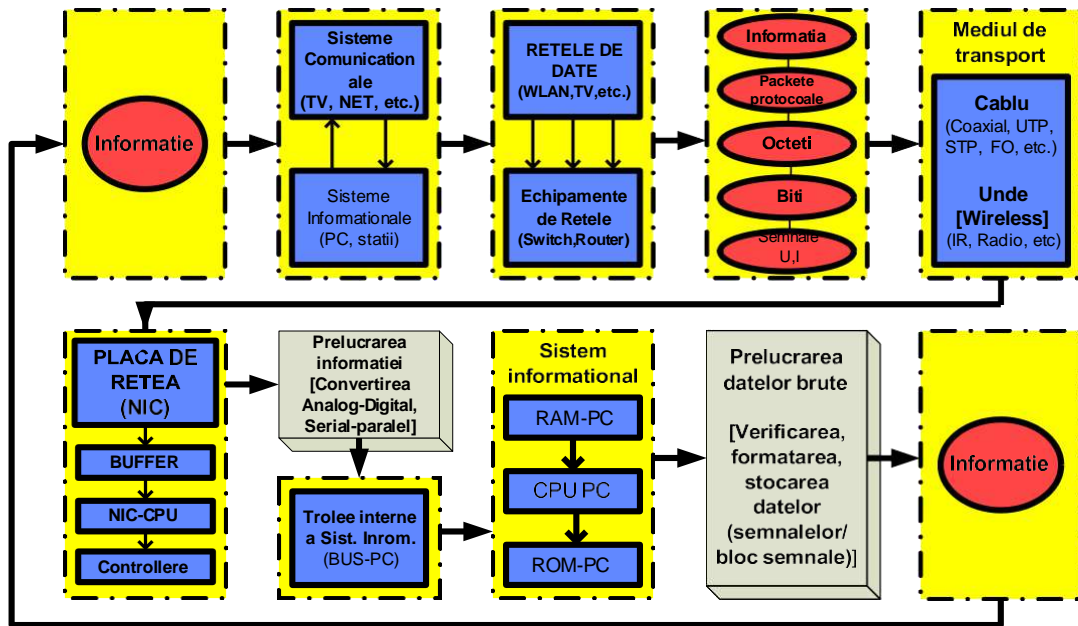 Informatie
Sisteme
Comunication
ale
(TV, NET, etc.)
Sisteme
Informationale
(PC, statii)
RETELE DE
DATE
(WLAN,TV,etc.)
Echipamente
de Retele
(Switch,Router)
Informatia
Packete
protocoale
Octeti
Biti
Semnale
U,I
Mediul de
transport
Cablu
(Coaxial, UTP,
STP, FO, etc.)
Unde
[Wireless]
(IR, Radio, etc)
PLACA DE
RETEA
(NIC)
BUFFER
NIC-CPU
Controllere
Prelucrarea
informatiei
[Convertirea
Analog-Digital,
Serial-paralel]
Trolee interne
a Sist. Inrom.
(BUS-PC)
Sistem
informational
RAM-PC
CPU PC
ROM-PC
Prelucrarea
datelor brute
[Verificarea,
formatarea,
stocarea
datelor
(semnalelor/
bloc semnale)]
Informatie